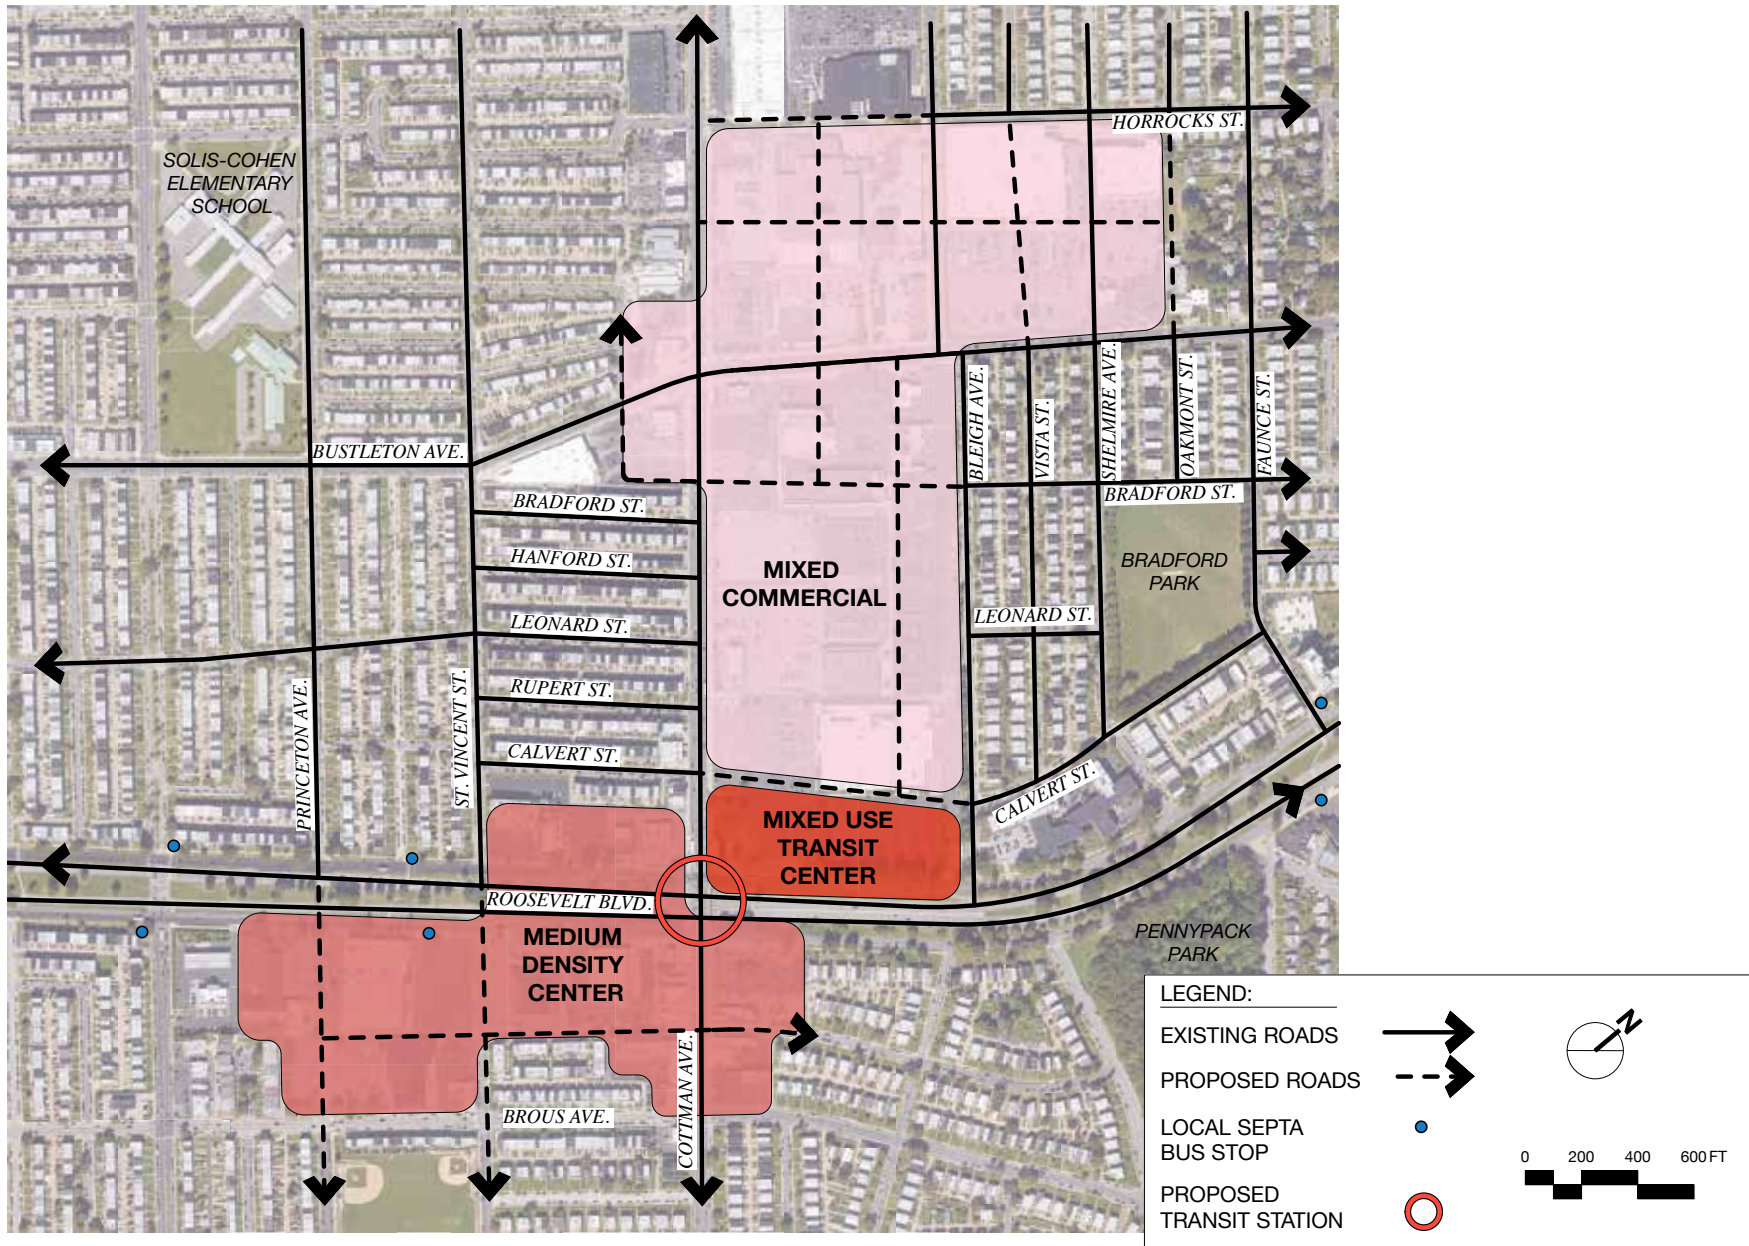 HORROCKS ST.
SOLIS-COHEN
ELEMENTARY
SCHOOL
BUSTLETON AVE.
BLEIGH AVE.
VISTA ST.
SHELMIRE AVE.
OAKMONT ST.
FAUNCE ST.
BRADFORD ST.
BRADFORD ST.
HANFORD ST.
MIXED
COMMERCIAL
BRADFORD
PARK
LEONARD ST.
LEONARD ST.
RUPERT ST.
PRINCETON AVE.
ST. VINCENT ST.
CALVERT ST.
CALVERT ST.
MIXED USE
TRANSIT
CENTER
ROOSEVELT BLVD.
MEDIUM
DENSITY
CENTER
PENNYPACK
PARK
COTTMAN AVE.
BROUS AVE.
LEGEND:
EXISTING ROADS
N
PROPOSED ROADS
LOCAL SEPTA
BUS STOP
0 200 400 600 FT
PROPOSED
TRANSIT STATION